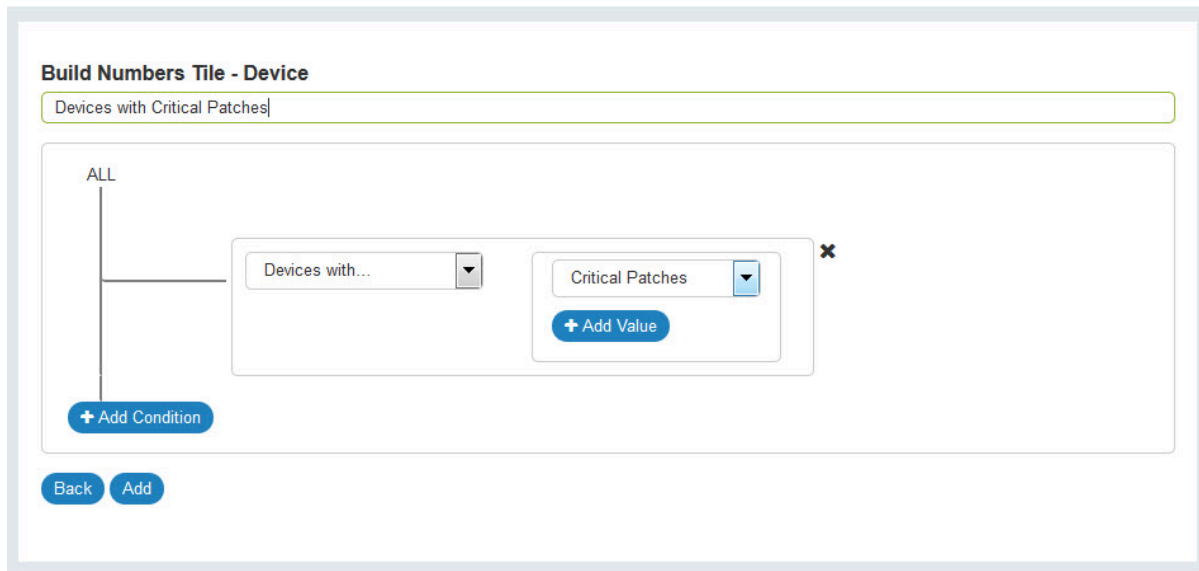 Build Numbers Tile - Device
Devices with Critical Patches
ALL
Devices with...
Critical Patches
Add Value
Add Condition
Back Add